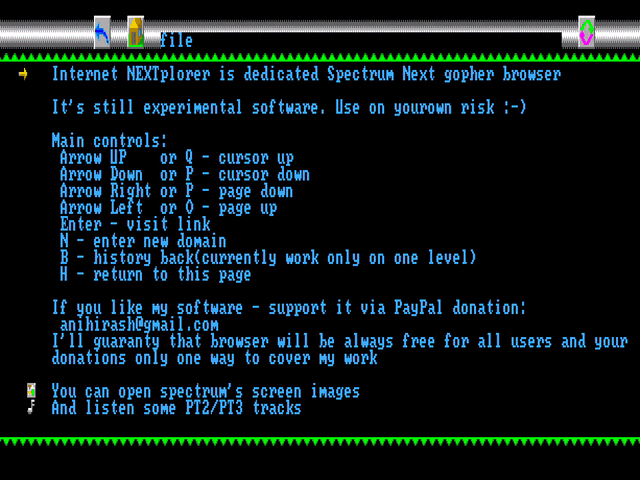 file
Internet NEXTplorer is dedicated Spectrum Next gopher browser
It's still experimental software. Use on yourown risk :-)
Main controls:
Arrow UP or Q - cursor up
Arrow Down or P - cursor down
Arrow Right or P - page down
Arrow Left or O - page up
Enter - visit link
N - enter new domain
B - history back(currently work only on one level)
H - return to this page
If you like my software - support it via PayPal donation:
anihirash@gmail.com
I'll guaranty that browser will be always free for all users and your
donations only one way to cover my work
You can open spectrum's screen images
And listen some PT2/PT3 tracks